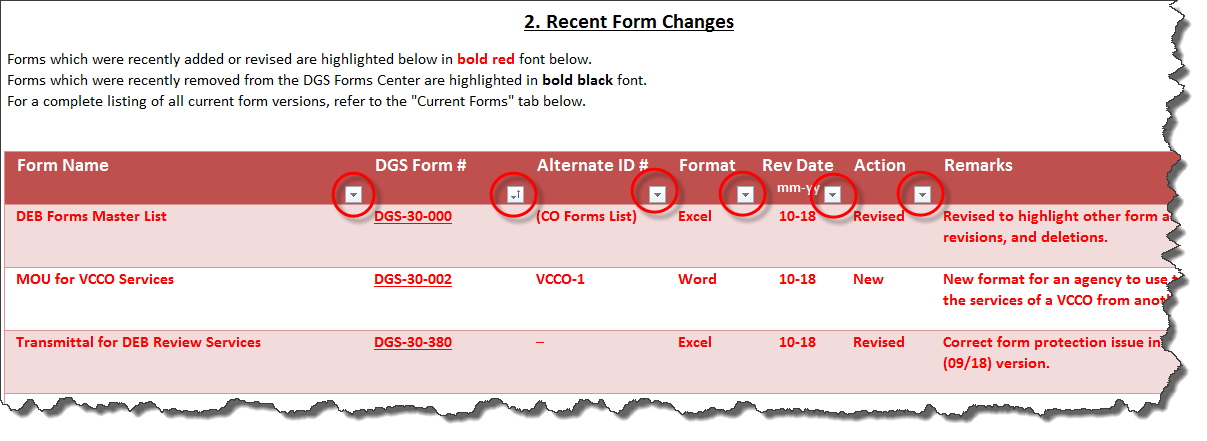 2. Recent Form Changes
Forms which were recently added or revised are highlighted below in bold red font below.
Forms which were recently removed from the DGS Forms Center are highlighted in bold black font.
For a complete listing of all current form versions, refer to the "Current Forms" tab below.
Form Name DGS Form # Alternate ID # Format Rev Date Action Remarks
mm-yy
DEB Forms Master List DGS-30-000 (CO Forms List) Excel 10-18 Revised Revised to highlight other form
revisions, and deletions.
MOU for VCCO Services DGS-30-002 VCCO-1 Word 10-18 New New format for an agency to use
the services of a VCCO from
Transmittal for DEB Review Services DGS-30-380 – Excel 10-18 Revised Correct form protection issue in
(09/18) version.